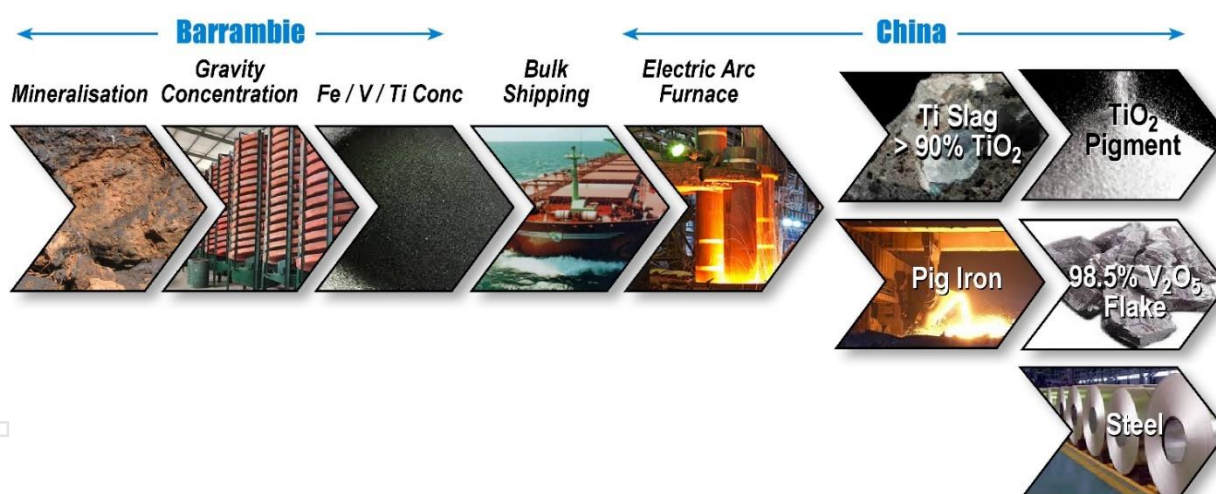 Barrambie
China
Mineralisation
Gravity
Concentration
Fe / V / Ti Conc
Bulk
Shipping
Electric Arc
Furnace
Ti Slag
> 90% TiO₂
TiO₂
Pigment
Pig Iron
98.5% V₂O₅
Flake
Steel